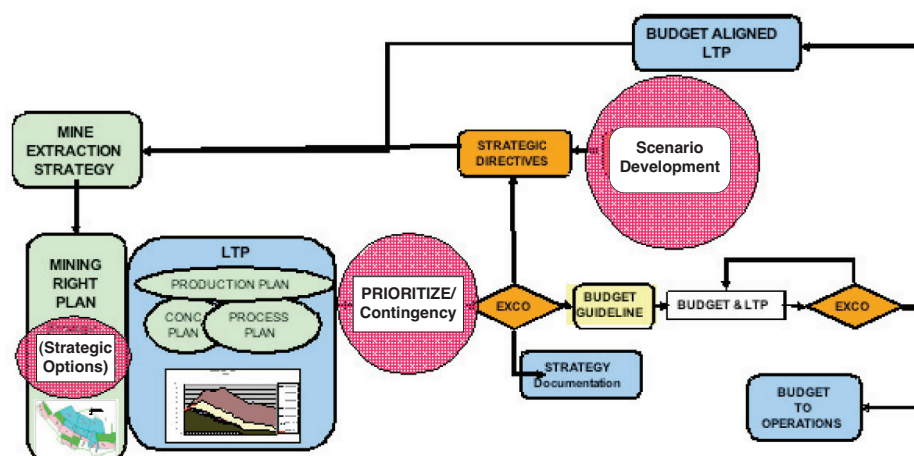 BUDGET ALIGNED
LTP
MINE
EXTRACTION
STRATEGY
STRATEGIC
DIRECTIVES
Scenario
Development
MINING
RIGHT
PLAN
(Strategic
Options)
LTP
PRODUCTION PLAN
CONC
PLAN
PROCESS
PLAN
PRIORITIZE/
Contingency
EXCO
BUDGET
GUIDELINE
BUDGET & LTP
EXCO
STRATEGY
Documentation
BUDGET
TO
OPERATIONS